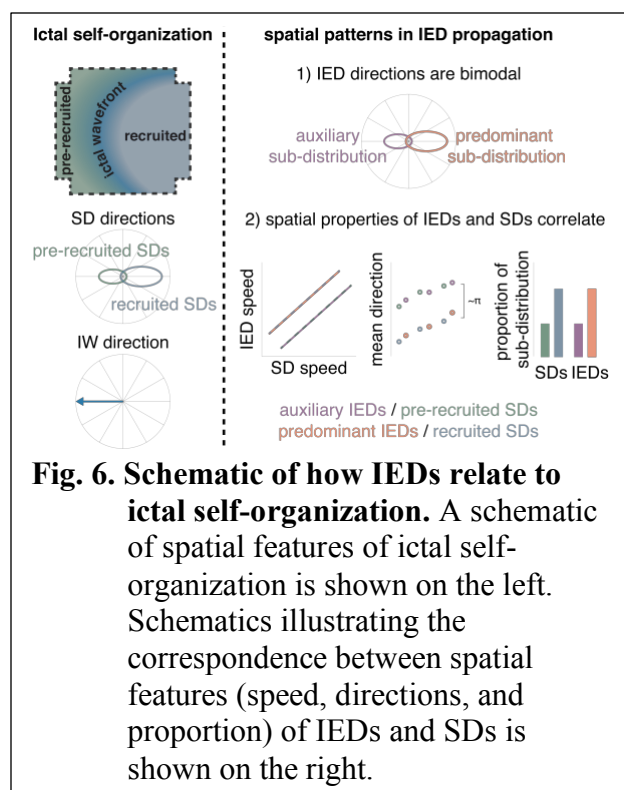 Ictal self-organization
pre-recruited
ictal wavefront
recruited
SD directions
pre-recruited SDs
recruited SDs
IW direction
spatial patterns in IED propagation
1) IED directions are bimodal
auxiliary
sub-distribution
predominant
sub-distribution
2) spatial properties of IEDs and SDs correlate
IED speed
SD speed
mean direction
~π
proportion of
sub-distribution
SDs IEDs
auxiliary IEDs / pre-recruited SDs
predominant IEDs / recruited SDs
Fig. 6. Schematic of how IEDs relate to
ictal self-organization. A schematic
of spatial features of ictal self-
organization is shown on the left.
Schematics illustrating the
correspondence between spatial
features (speed, directions, and
proportion) of IEDs and SDs is
shown on the right.